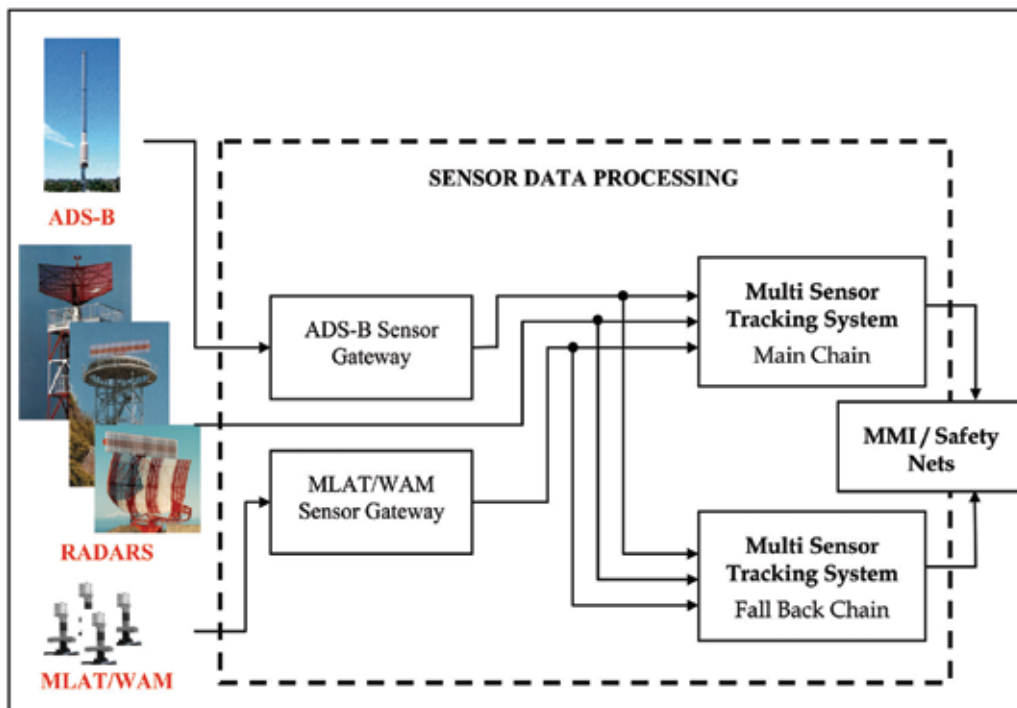 SENSOR DATA PROCESSING
ADS-B
ADS-B Sensor
Gateway
Multi Sensor
Tracking System
Main Chain
MMI / Safety
Nets
MLAT/WAM
Sensor Gateway
RADARS
Multi Sensor
Tracking System
Fall Back Chain
MLAT/WAM